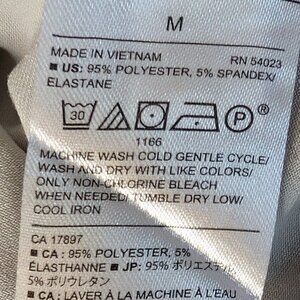 M
MADE IN VIETNAM RN 54023
■ US: 95% POLYESTER, 5% SPANDEX/
ELASTANE
30 P ®
1166
MACHINE WASH COLD GENTLE CYCLE/
WASH AND DRY WITH LIKE COLORS/
ONLY NON-CHLORINE BLEACH
WHEN NEEDED/TUMBLE DRY LOW/
COOL IRON
CA 17897
■ CA : 95% POLYESTER, 5%
ÉLASTHANNE ■ JP: 95% ポリエステル,
5% ポリウレタン
■ CA : LAVER À LA MACHINE À L'EAU